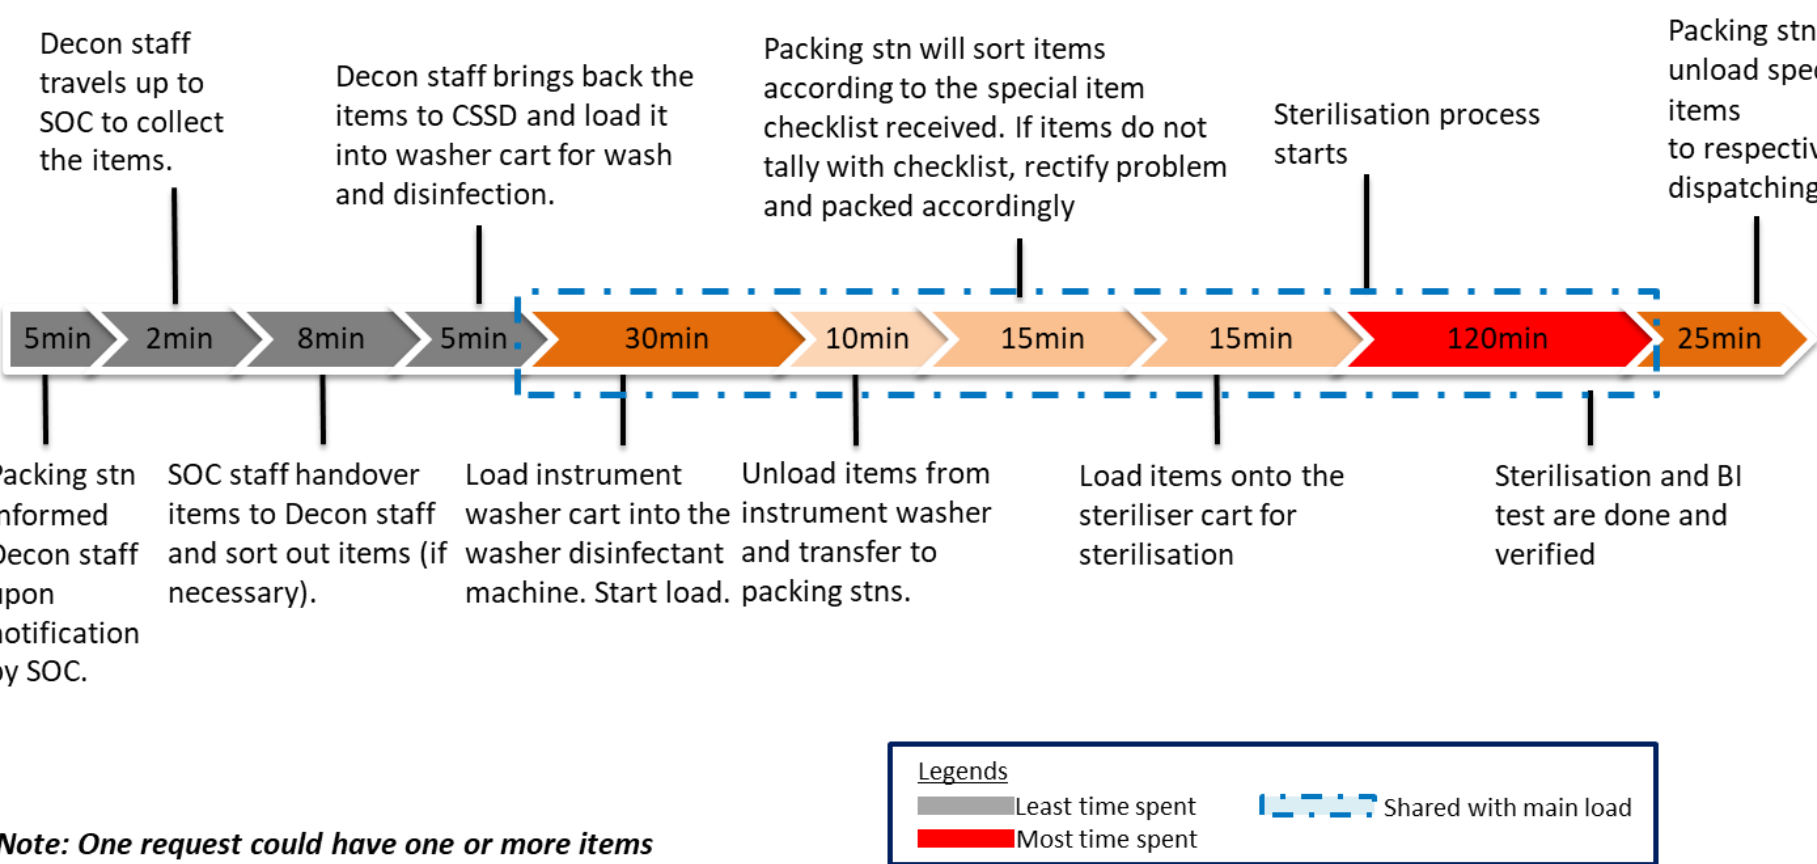 Decon staff
travels up to
SOC to collect
the items.
Decon staff brings back the
items to CSSD and load it
into washer cart for wash
and disinfection.
Packing stn will sort items
according to the special item
checklist received. If items do not
tally with checklist, rectify problem
and packed accordingly
Sterilisation process
starts
Packing stn
unload spec
items
to respectiv
dispatching
5min
2min
8min
5min
30min
10min
15min
15min
120min
25min
Packing stn
informed
Decon staff
upon
notification
by SOC.
SOC staff handover
items to Decon staff
and sort out items (if
necessary).
Load instrument
washer cart into the
washer disinfectant
machine. Start load.
Unload items from
instrument washer
and transfer to
packing stns.
Load items onto the
steriliser cart for
sterilisation
Sterilisation and BI
test are done and
verified
Legends
Least time spent
Most time spent
Shared with main load
Note: One request could have one or more items